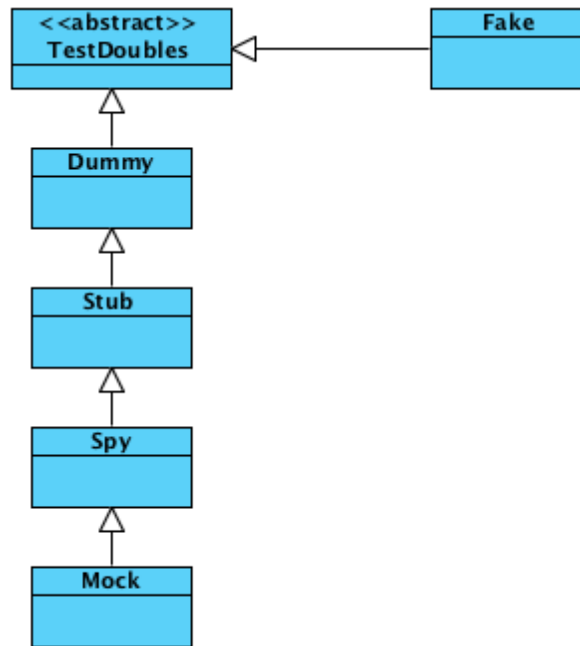 <<abstract>>
TestDoubles
Fake
Dummy
Stub
Spy
Mock